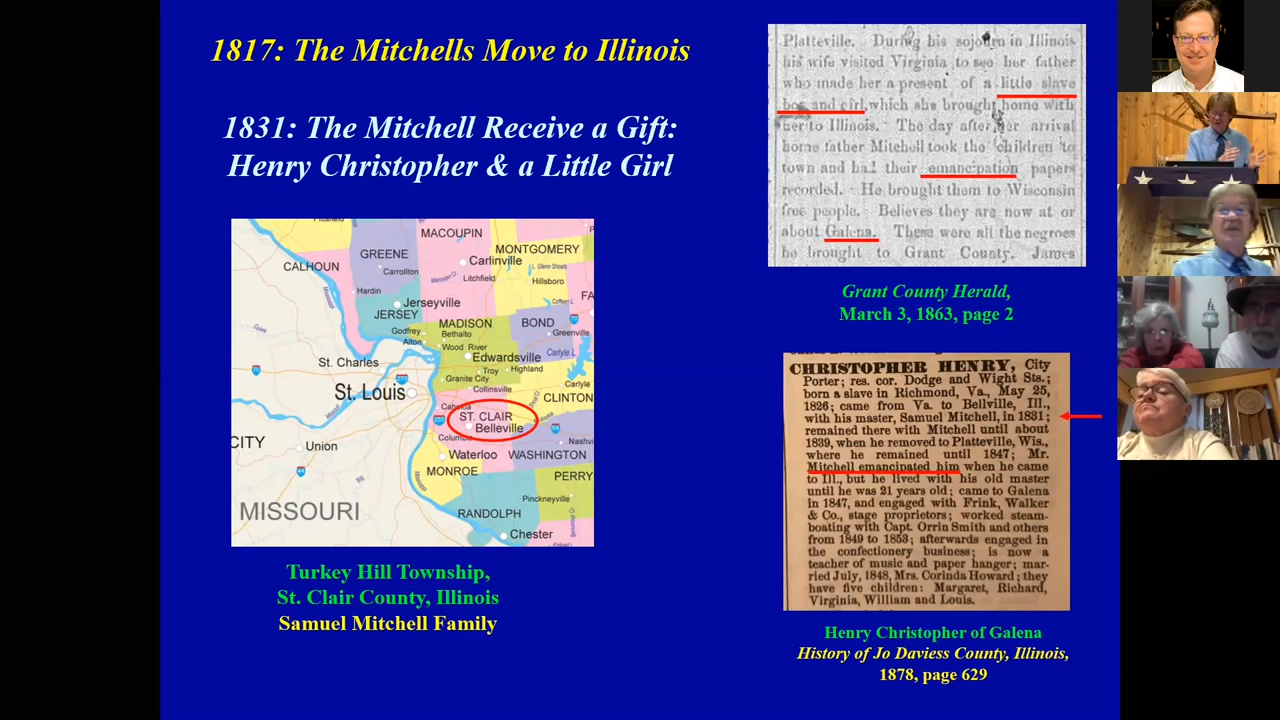 1817: The Mitchells Move to Illinois
1831: The Mitchell Receive a Gift:
Henry Christopher & a Little Girl
MACOUPIN
GREENE
MONTGOMERY
Carlinville
CALHOUN
Carrollton
Litchfield
Hillsboro
Hardin
FA
Jerseyville
JERSEY
MADISON
BOND
Godfrey
Bethalto
Greenville
Alton
Wood River
St. Charles
Edwardsville
Troy
Highland
St. Louis
Granite City
Carlyle
Collinsville
CLINTON
ST. CLAIR
Belleville
CITY
Union
Waterloo
WASHINGTON
MONROE
PERRY
Pinckneyville
MISSOURI
RANDOLPH
Chester
Turkey Hill Township,
St. Clair County, Illinois
Samuel Mitchell Family
Platteville. During his sojourn in Illinois
his wife visited Virginia to see her father
who made her a present of a little slave
boy and girl, which she brought home with
her to Illinois. The day after her arrival
home father Mitchell took the children to
town and had their emancipation papers
recorded. He brought them to Wisconsin
free people. Believes they are now at or
about Galena. These were all the negroes
he brought to Grant County. James
Grant County Herald,
March 3, 1863, page 2
CHRISTOPHER HENRY, City
Porter; res. cor. Dodge and Wight Sts.;
born a slave in Richmond, Va., May 25,
1826; came from Va. to Bellville, Ill.,
with his master, Samuel Mitchell, in 1831;
remained there with Mitchell until about
1839, when he removed to Platteville, Wis.,
where he remained until 1847; Mr.
Mitchell emancipated him when he came
to Ill., but he lived with his old master
until he was 21 years old; came to Galena
in 1847, and engaged with Frink, Walker
& Co., stage proprietors; worked steam-
boating with Capt. Orrin Smith and others
from 1849 to 1853; afterwards engaged in
the confectionery business; is now a
teacher of music and paper hanger; mar-
ried July, 1848, Mrs. Corinda Howard; they
have five children: Margaret, Richard,
Virginia, William and Louis.
Henry Christopher of Galena
History of Jo Daviess County, Illinois,
1878, page 629